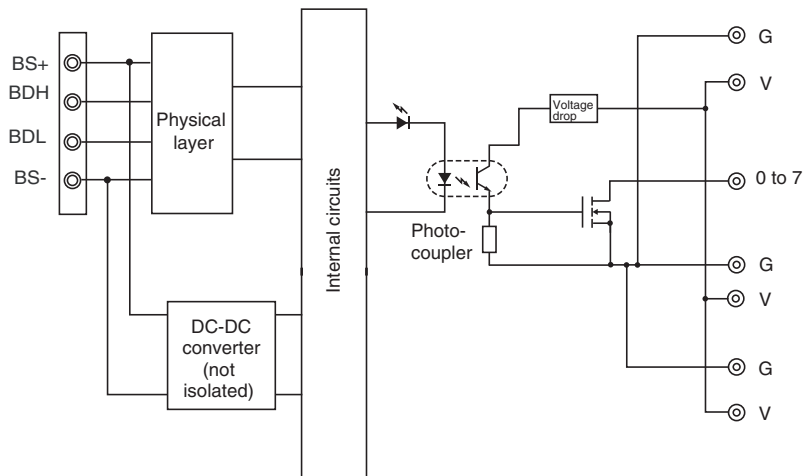 BS+
BDH
BDL
BS-
Physical
layer
DC-DC
converter
(not
isolated)
Internal circuits
Photo-
coupler
Voltage
drop
G
V
0 to 7
G
V
G
V